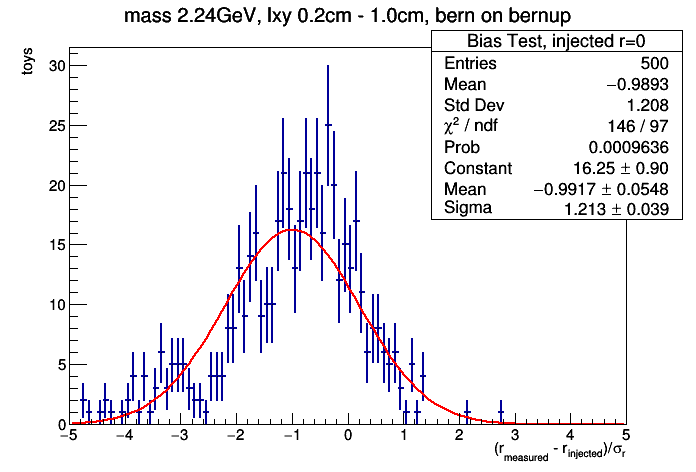 mass 2.24GeV, lxy 0.2cm - 1.0cm, bern on bernup
Bias Test, injected r=0
Entries 500
Mean −0.9893
Std Dev 1.208
χ² / ndf 146 / 97
Prob 0.0009636
Constant 16.25 ± 0.90
Mean −0.9917 ± 0.0548
Sigma 1.213 ± 0.039
toys
30
25
20
15
10
5
0
−5 −4 −3 −2 −1 0 1 2 3 4 5
(r_measured - r_injected)/σ_r